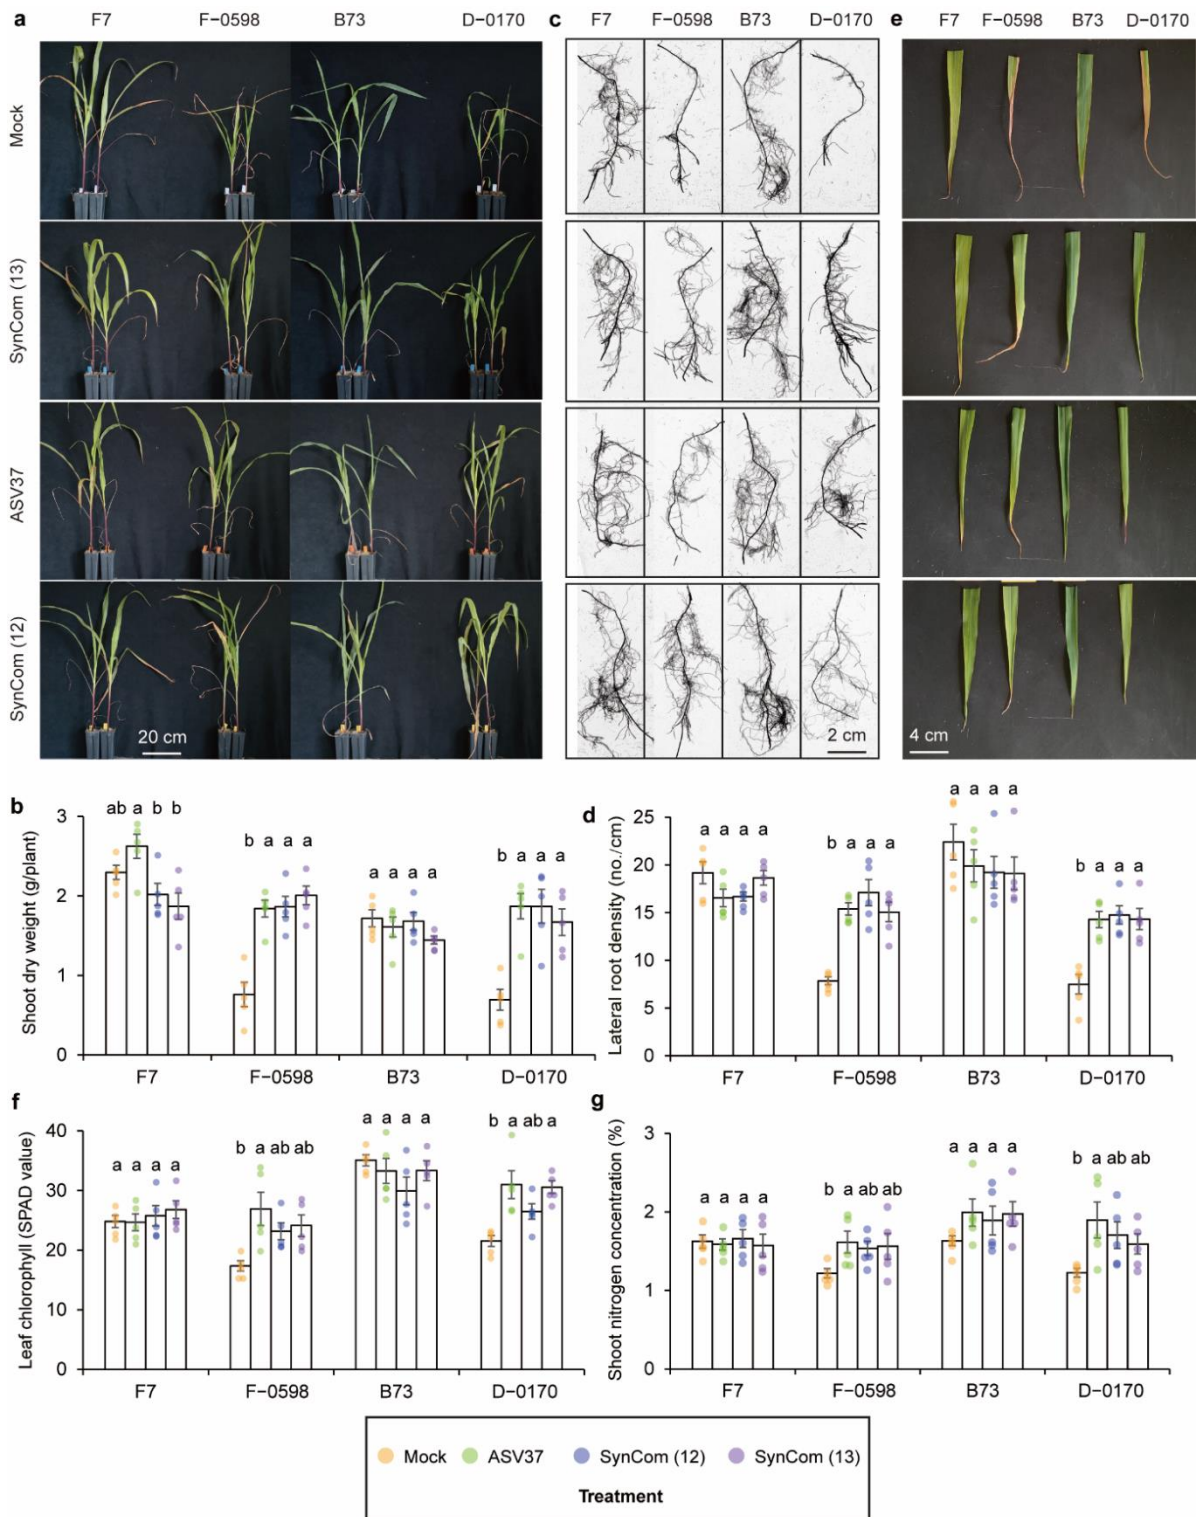 a F7 F−0598 B73 D−0170 c F7 F−0598 B73 D−0170 e F7 F−0598 B73 D−0170
Mock
SynCom (13)
ASV37
SynCom (12)
20 cm
2 cm
4 cm
b
Shoot dry weight (g/plant)
3
2
1
0
ab a b b
b a a a
a a a a
b a a a
F7 F−0598 B73 D−0170
d
Lateral root density (no./cm)
25
20
15
10
5
0
a a a a
b a a a
a a a a
b a a a
F7 F−0598 B73 D−0170
f
Leaf chlorophyll (SPAD value)
40
30
20
10
0
a a a a
b a ab ab
a a a a
b a ab a
F7 F−0598 B73 D−0170
g
Shoot nitrogen concentration (%)
3
2
1
0
a a a a
b a ab ab
a a a a
b a ab ab
F7 F−0598 B73 D−0170
Mock ASV37 SynCom (12) SynCom (13)
Treatment